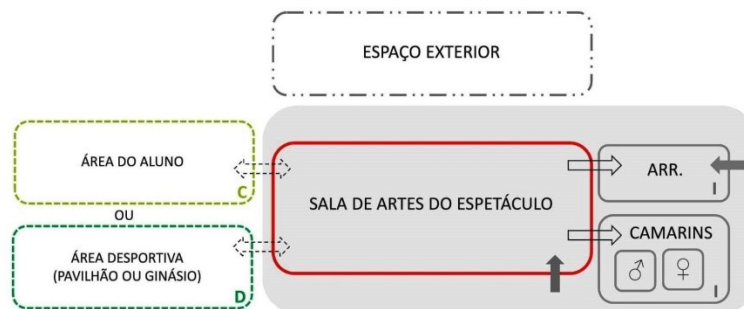 ESPAÇO EXTERIOR
ÁREA DO ALUNO
C
OU
ÁREA DESPORTIVA
(PAVILHÃO OU GINÁSIO)
D
SALA DE ARTES DO ESPETÁCULO
ARR.
I
CAMARINS
♂ ♀
I